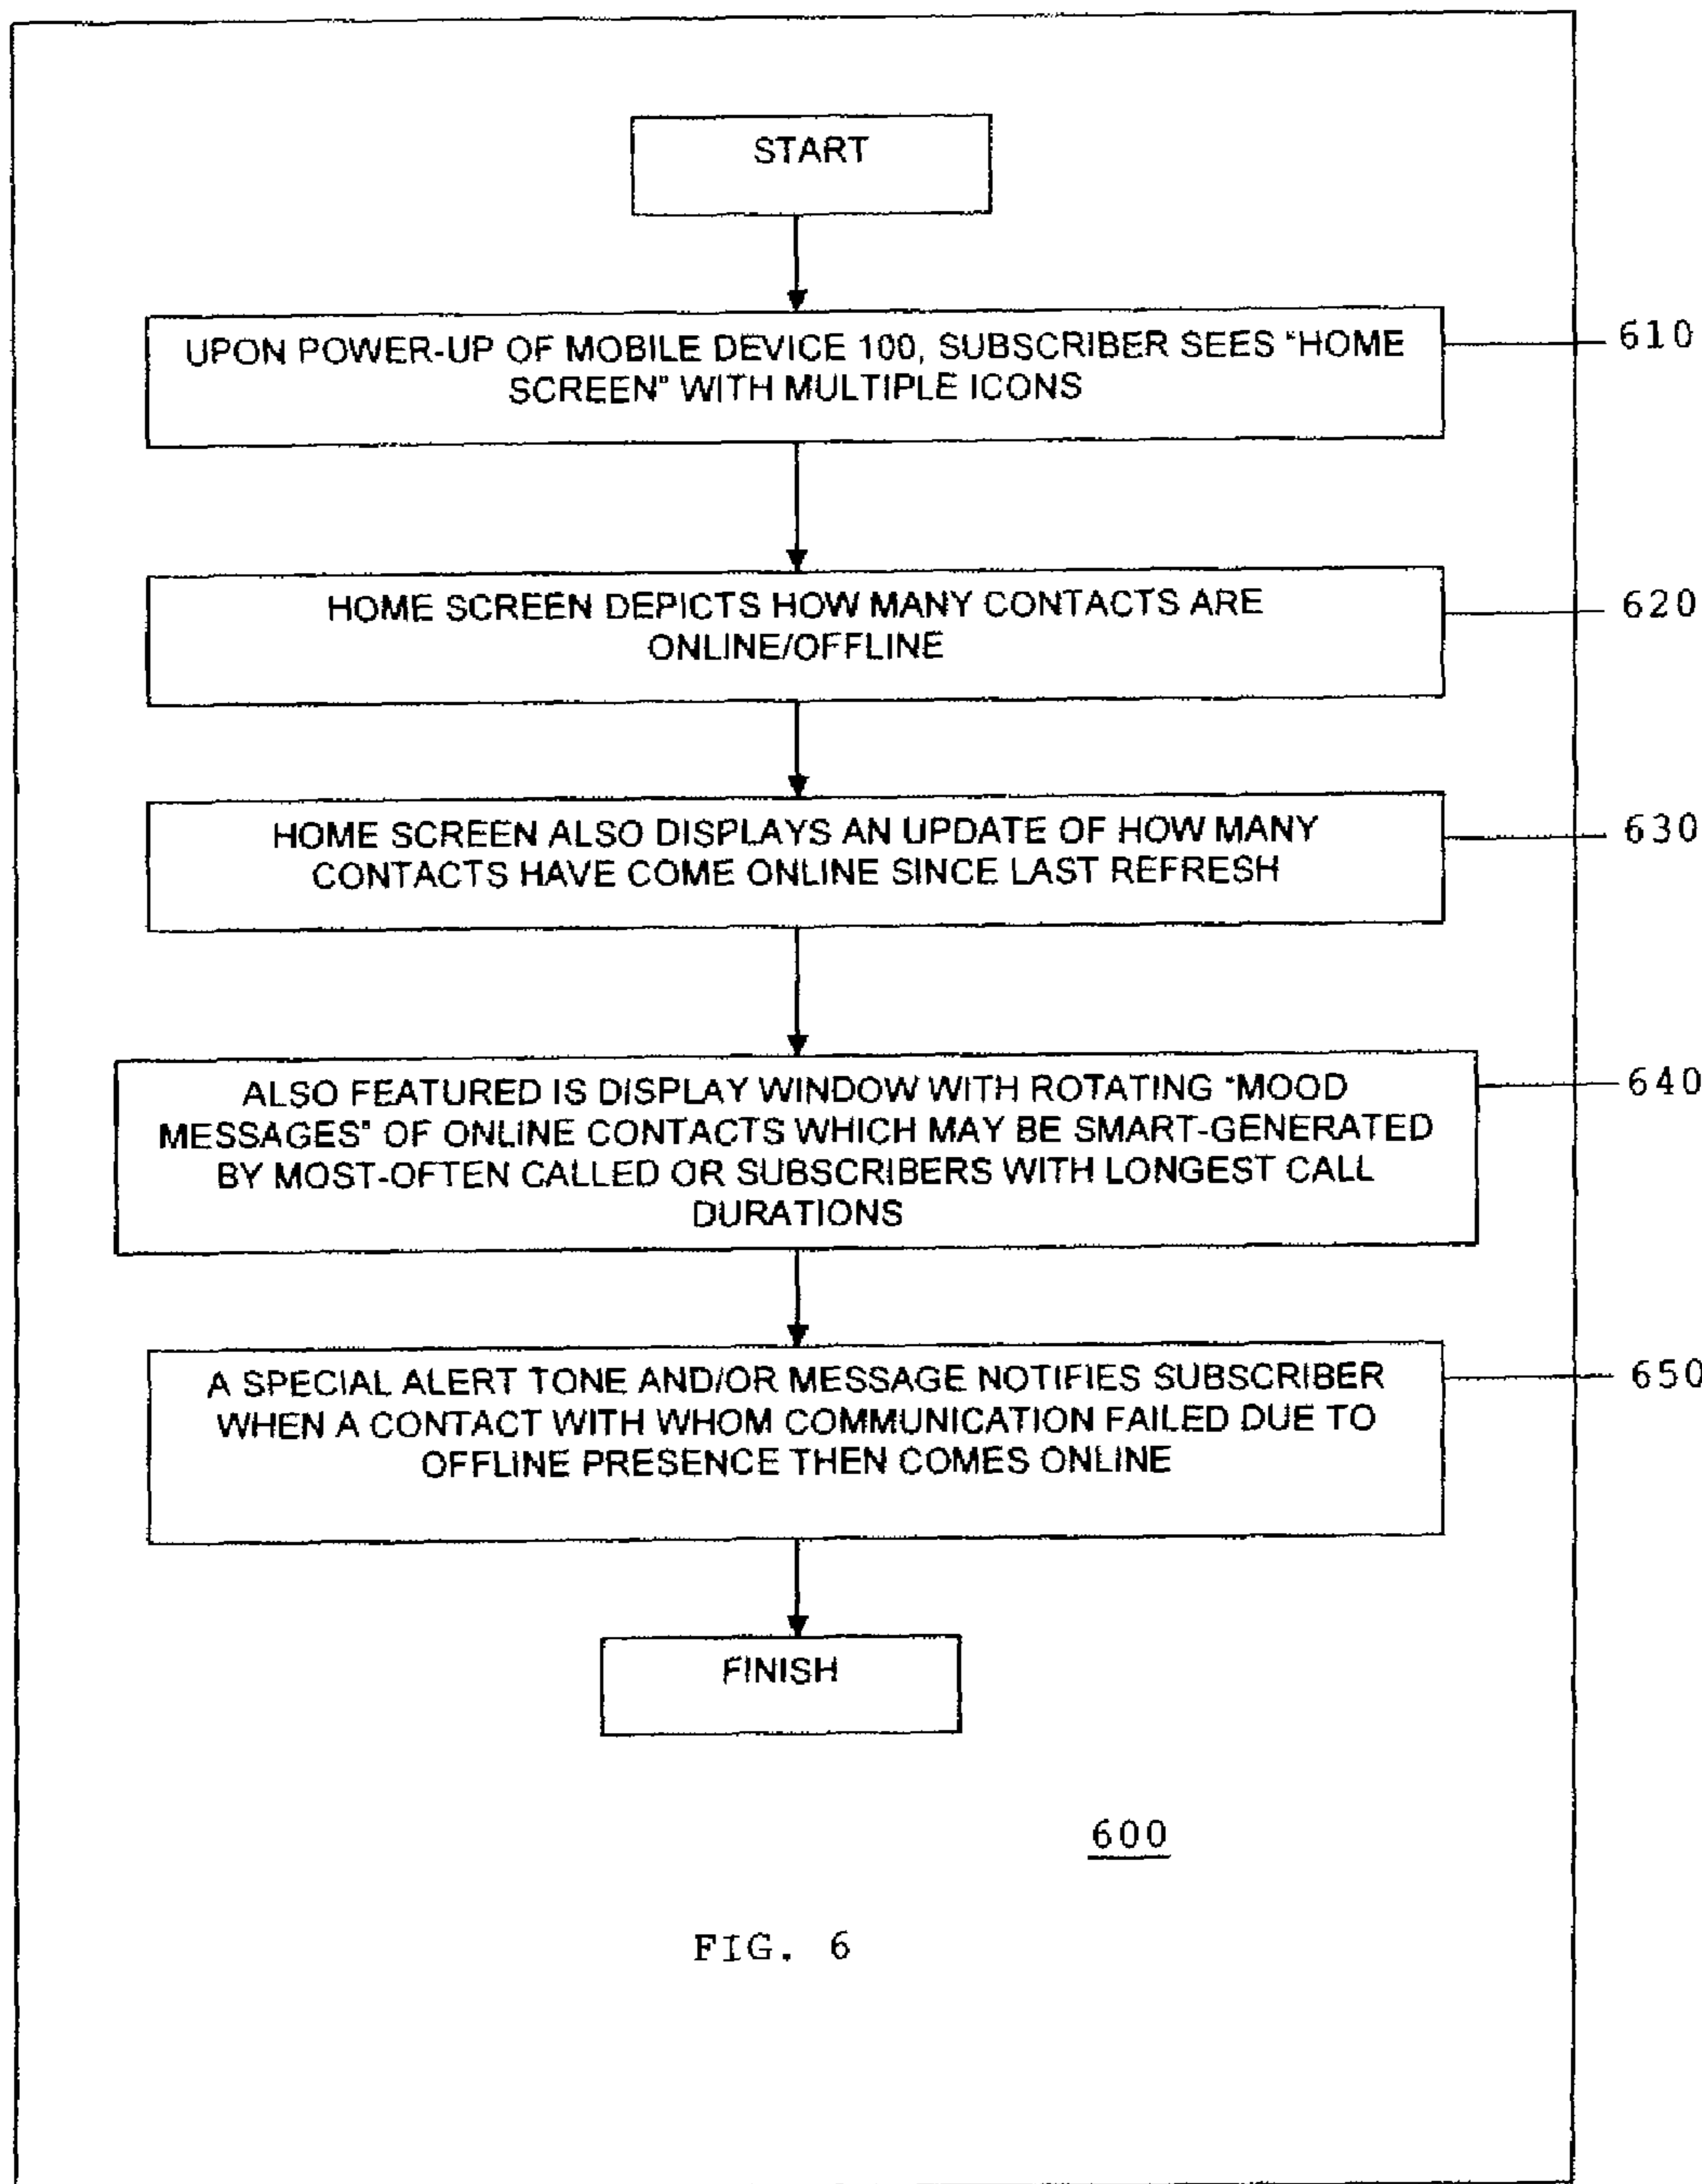 START
UPON POWER-UP OF MOBILE DEVICE 100, SUBSCRIBER SEES "HOME
SCREEN" WITH MULTIPLE ICONS
610
HOME SCREEN DEPICTS HOW MANY CONTACTS ARE
ONLINE/OFFLINE
620
HOME SCREEN ALSO DISPLAYS AN UPDATE OF HOW MANY
CONTACTS HAVE COME ONLINE SINCE LAST REFRESH
630
ALSO FEATURED IS DISPLAY WINDOW WITH ROTATING "MOOD
MESSAGES" OF ONLINE CONTACTS WHICH MAY BE SMART-GENERATED
BY MOST-OFTEN CALLED OR SUBSCRIBERS WITH LONGEST CALL
DURATIONS
640
A SPECIAL ALERT TONE AND/OR MESSAGE NOTIFIES SUBSCRIBER
WHEN A CONTACT WITH WHOM COMMUNICATION FAILED DUE TO
OFFLINE PRESENCE THEN COMES ONLINE
650
FINISH
600
FIG. 6